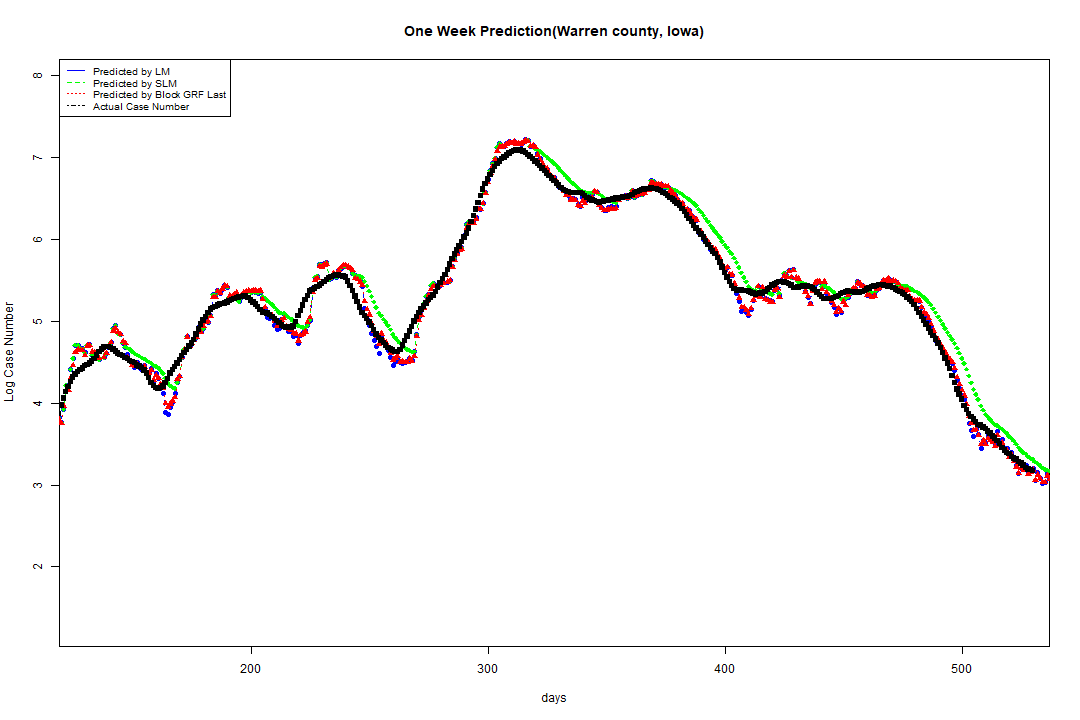 One Week Prediction(Warren county, Iowa)
Predicted by LM
Predicted by SLM
Predicted by Block GRF Last
Actual Case Number
8
7
6
5
4
3
2
Log Case Number
200 300 400 500
days